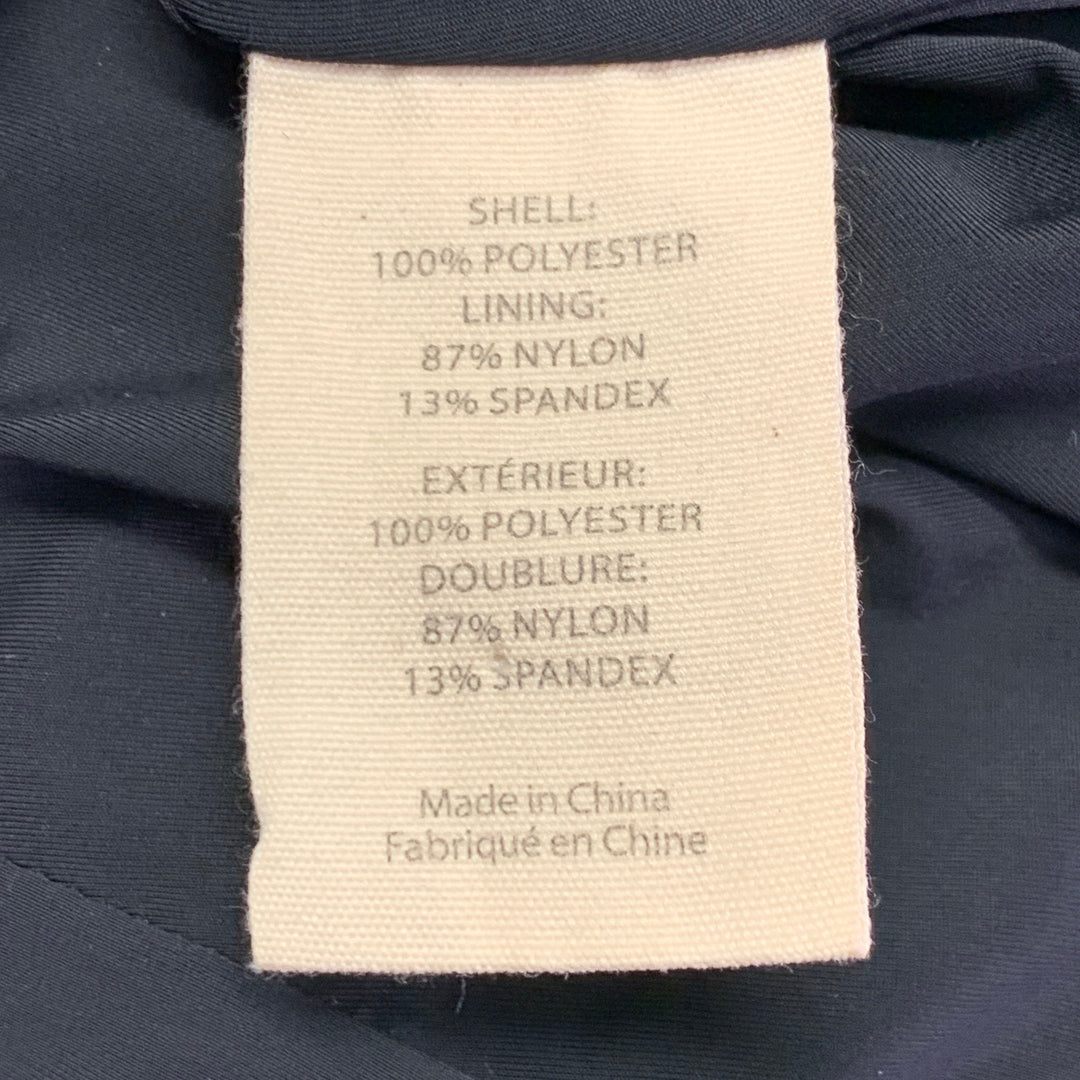 SHELL:
100% POLYESTER
LINING:
87% NYLON
13% SPANDEX
EXTÉRIEUR:
100% POLYESTER
DOUBLURE:
87% NYLON
13% SPANDEX
Made in China
Fabriqué en Chine